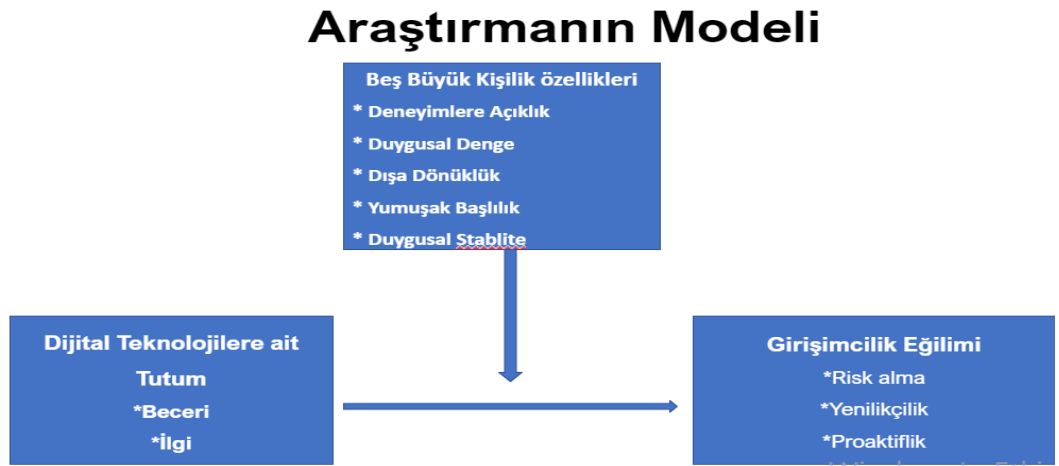 Araştırmanın Modeli
Beş Büyük Kişilik özellikleri
* Deneyimlere Açıklık
* Duygusal Denge
* Dışa Dönüklük
* Yumuşak Başlılık
* Duygusal Stablite
Dijital Teknolojilere ait
Tutum
*Beceri
*İlgi
Girişimcilik Eğilimi
*Risk alma
*Yenilikçilik
*Proaktiflik